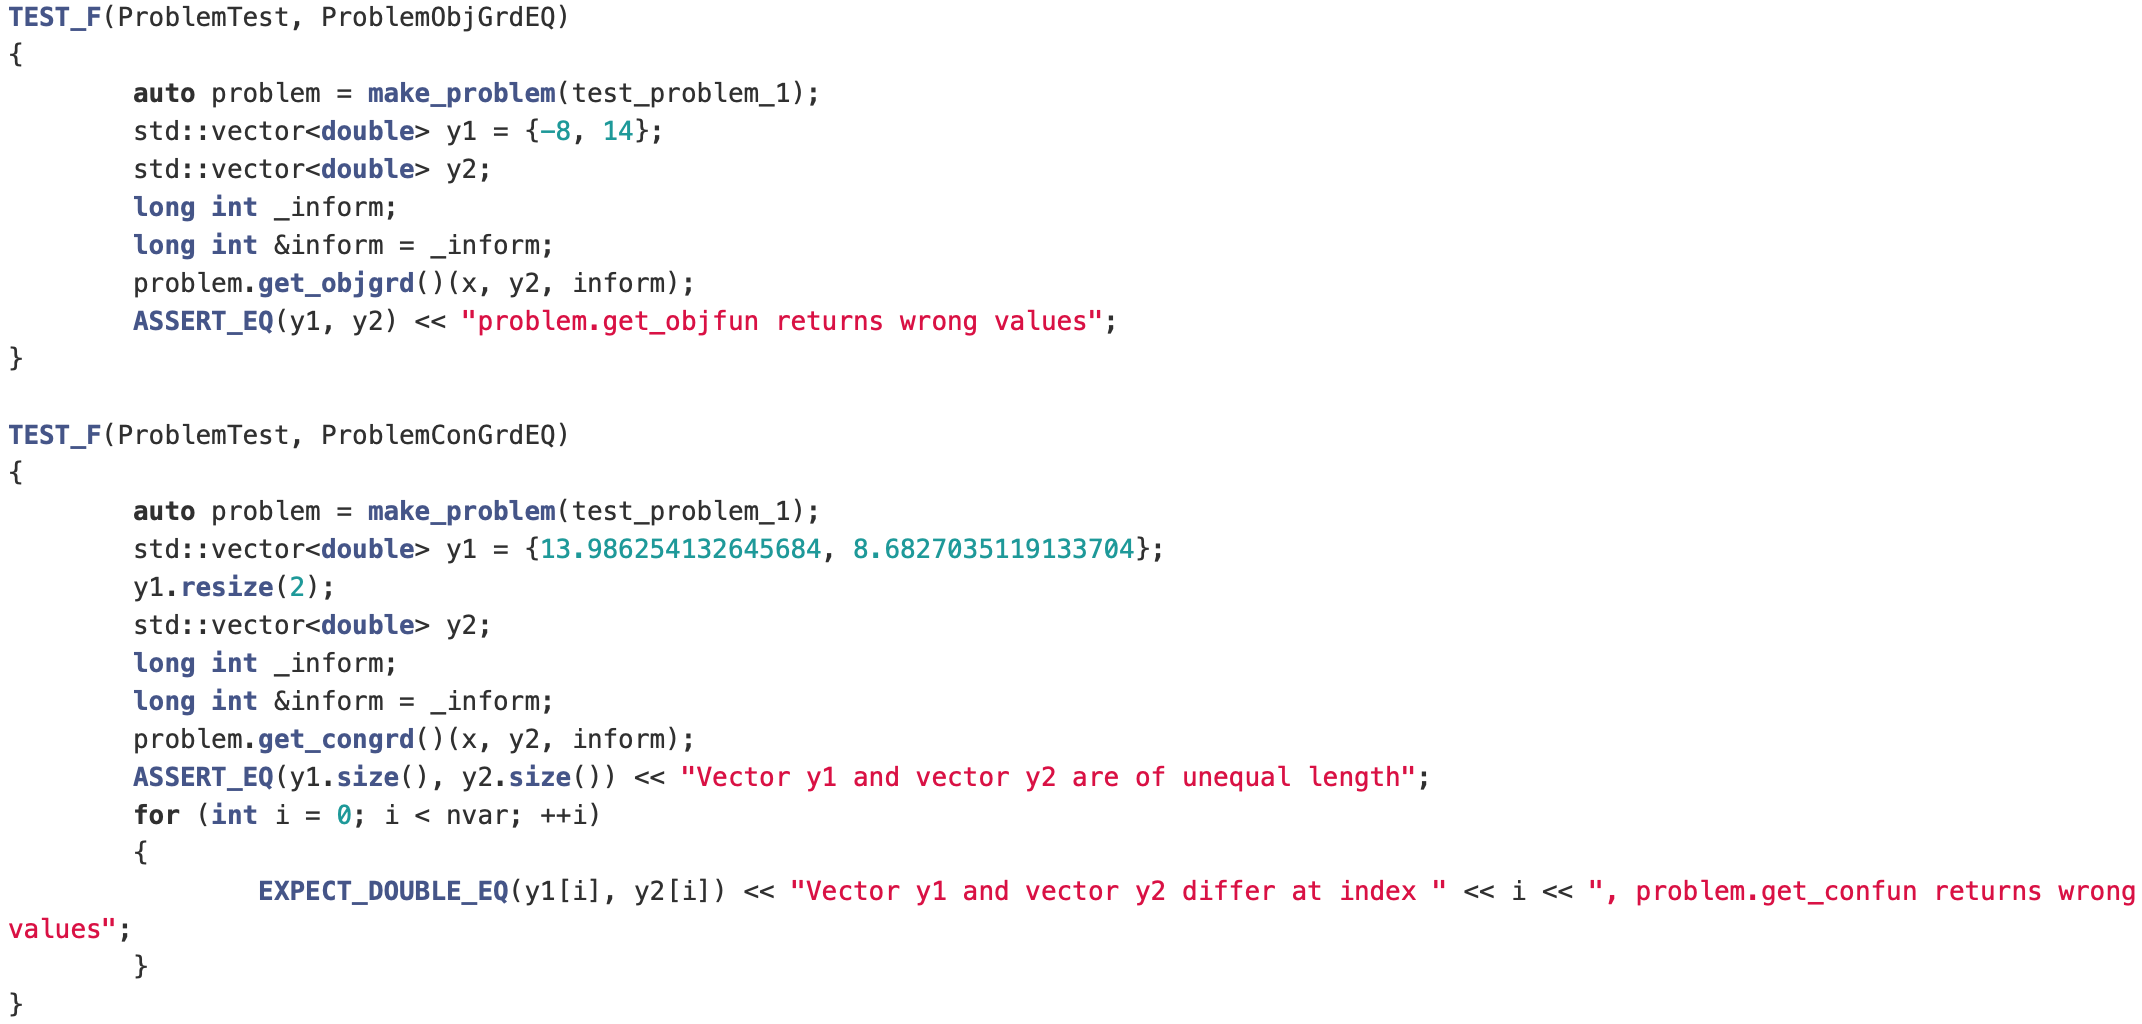 TEST_F(ProblemTest, ProblemObjGrdEQ)
{
        auto problem = make_problem(test_problem_1);
        std::vector<double> y1 = {-8, 14};
        std::vector<double> y2;
        long int _inform;
        long int &inform = _inform;
        problem.get_objgrd()(x, y2, inform);
        ASSERT_EQ(y1, y2) << "problem.get_objfun returns wrong values";
}

TEST_F(ProblemTest, ProblemConGrdEQ)
{
        auto problem = make_problem(test_problem_1);
        std::vector<double> y1 = {13.986254132645684, 8.6827035119133704};
        y1.resize(2);
        std::vector<double> y2;
        long int _inform;
        long int &inform = _inform;
        problem.get_congrd()(x, y2, inform);
        ASSERT_EQ(y1.size(), y2.size()) << "Vector y1 and vector y2 are of unequal length";
        for (int i = 0; i < nvar; ++i)
        {
                EXPECT_DOUBLE_EQ(y1[i], y2[i]) << "Vector y1 and vector y2 differ at index " << i << ", problem.get_confun returns wrong
values";
        }
}